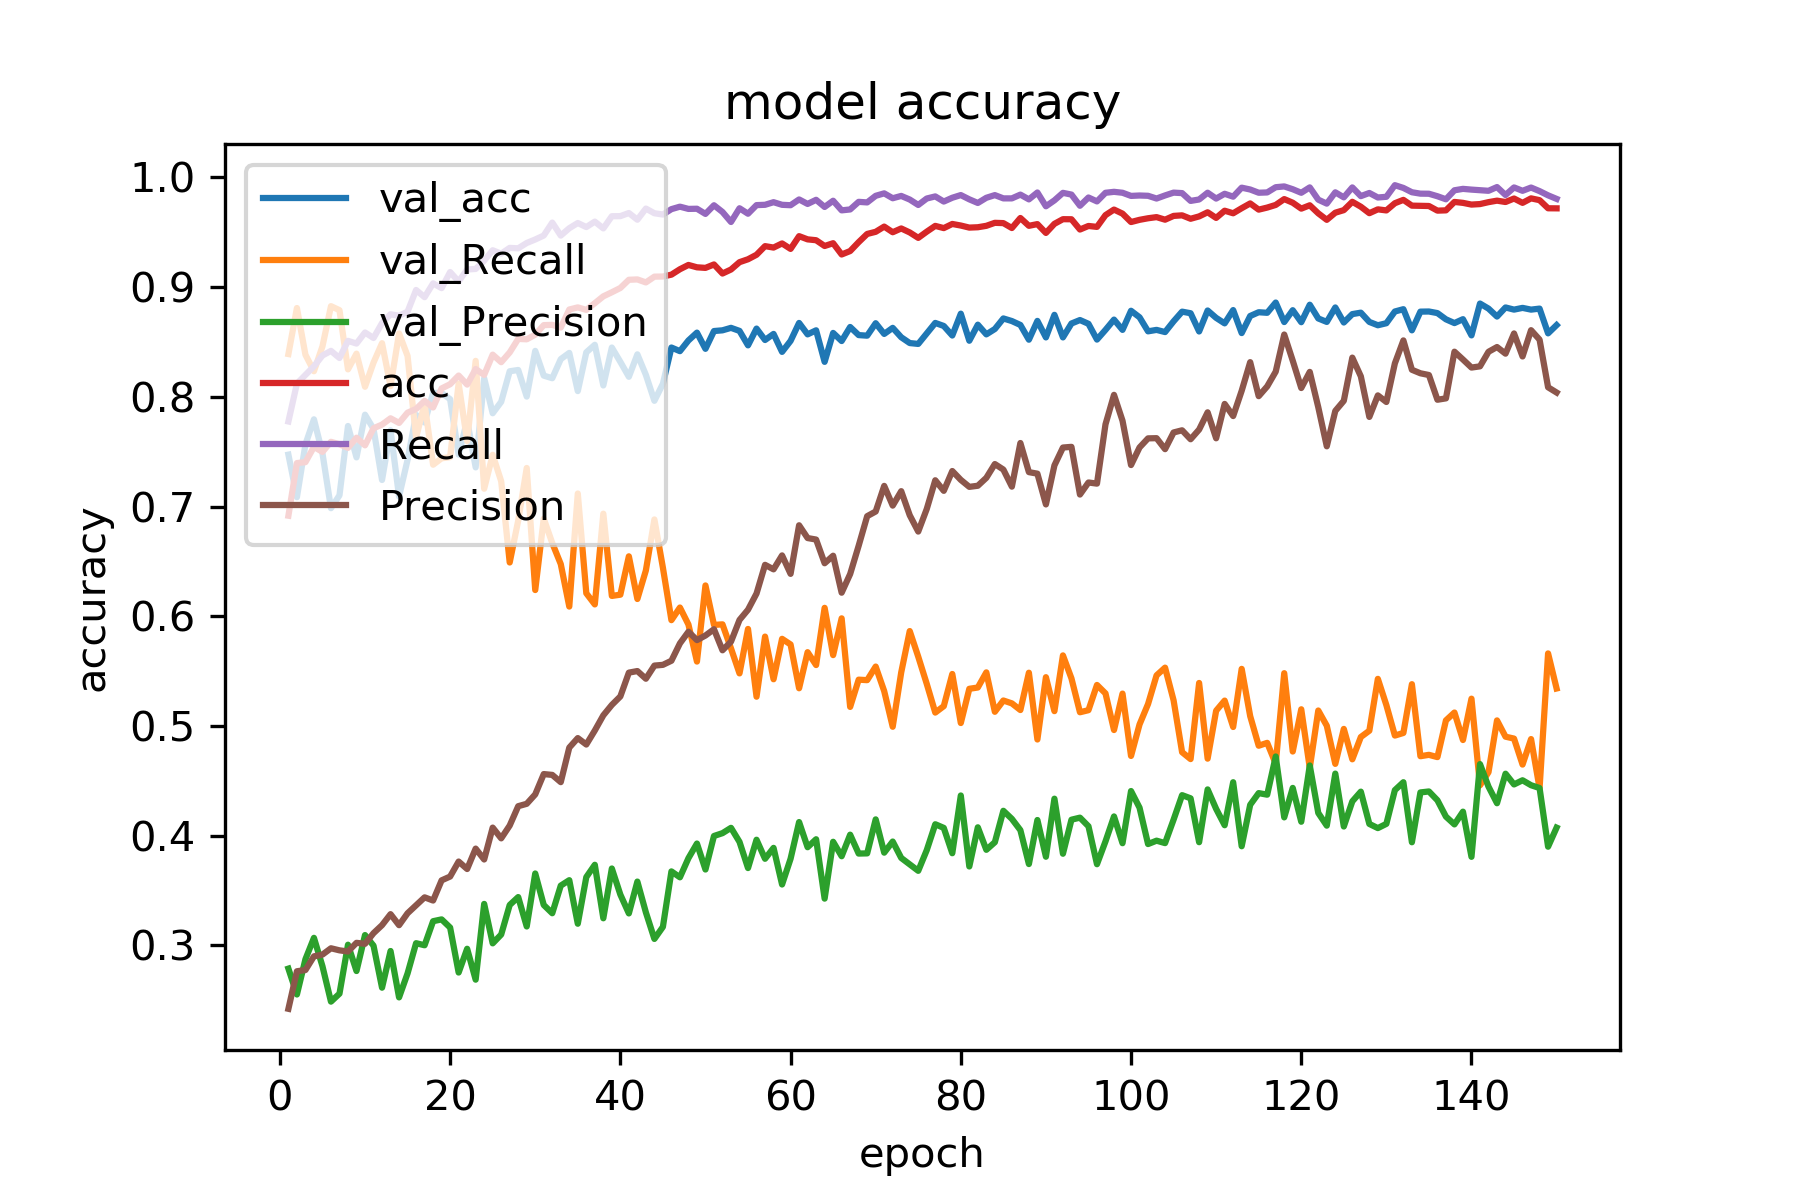 model accuracy
accuracy
1.0
0.9
0.8
0.7
0.6
0.5
0.4
0.3
val_acc
val_Recall
val_Precision
acc
Recall
Precision
0 20 40 60 80 100 120 140
epoch